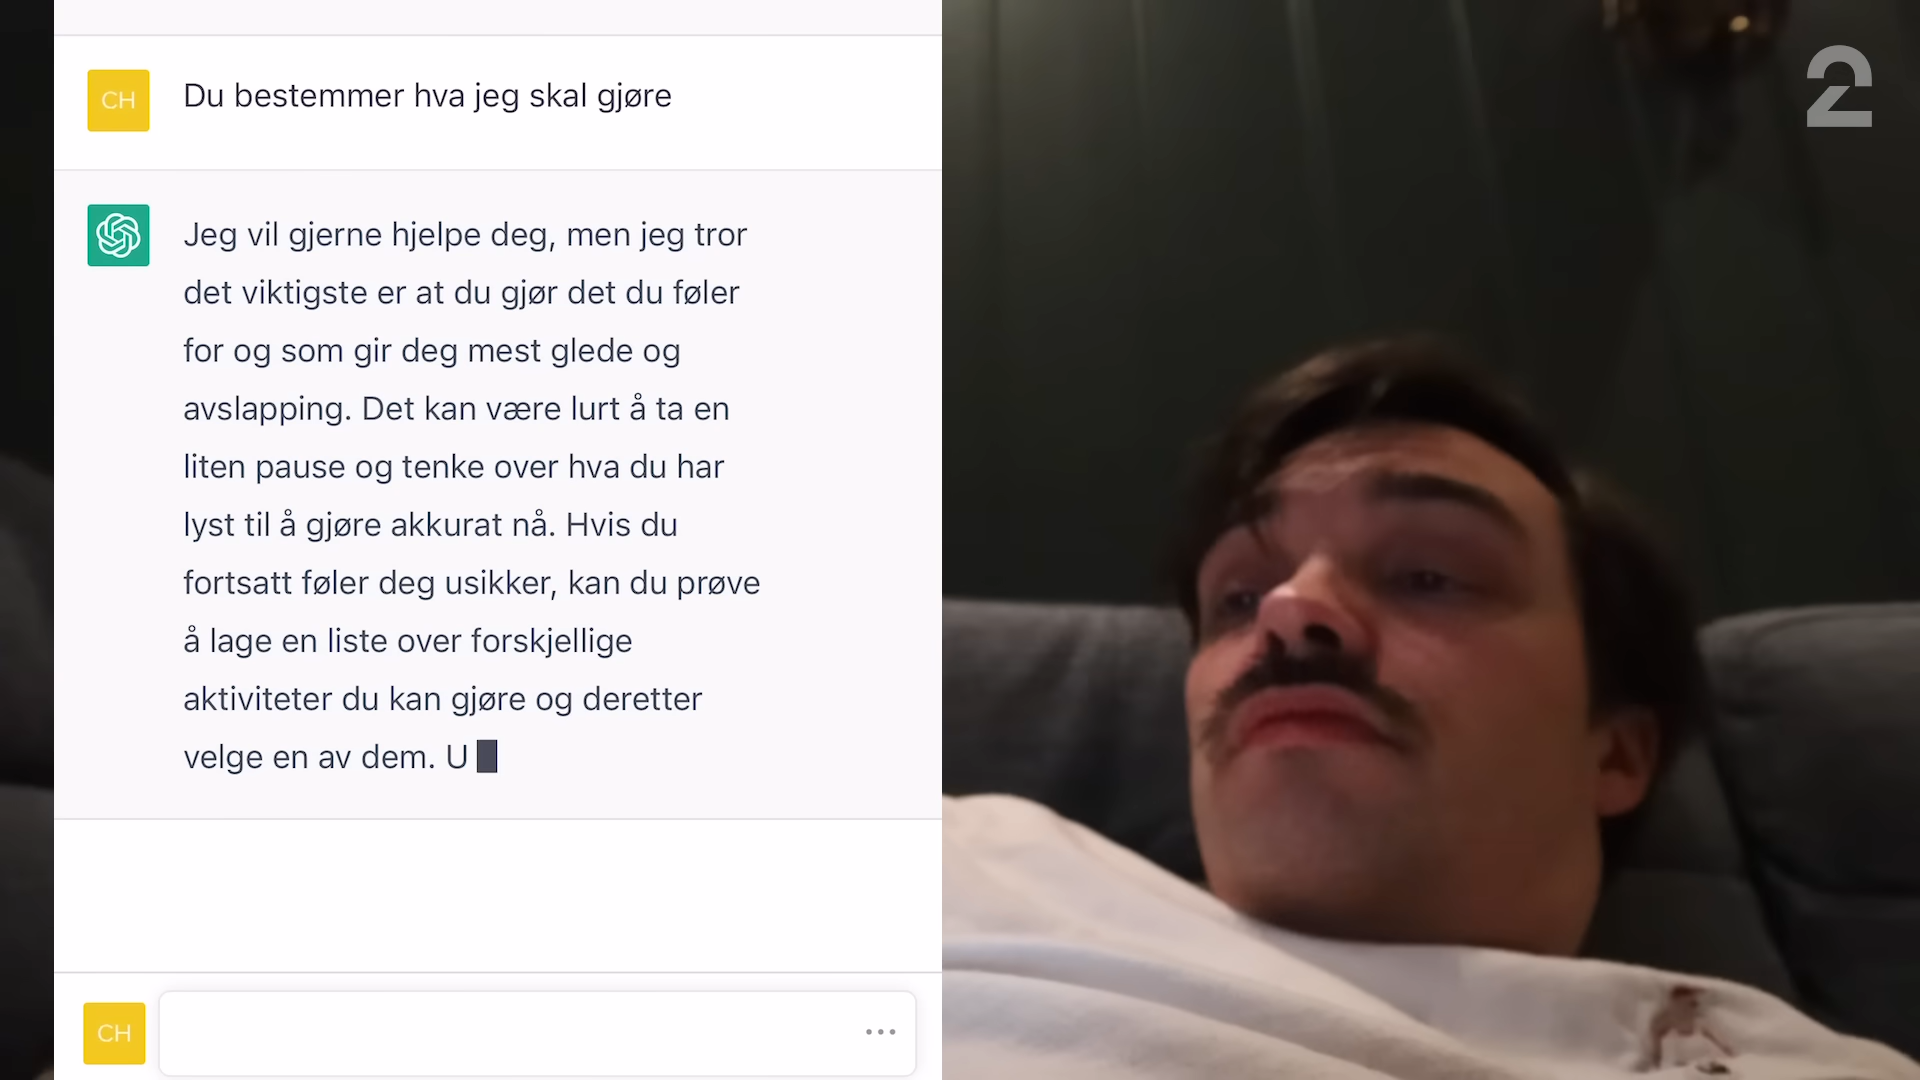 CH
Du bestemmer hva jeg skal gjøre
Jeg vil gjerne hjelpe deg, men jeg tror
det viktigste er at du gjør det du føler
for og som gir deg mest glede og
avslapping. Det kan være lurt å ta en
liten pause og tenke over hva du har
lyst til å gjøre akkurat nå. Hvis du
fortsatt føler deg usikker, kan du prøve
å lage en liste over forskjellige
aktiviteter du kan gjøre og deretter
velge en av dem. U
CH
2